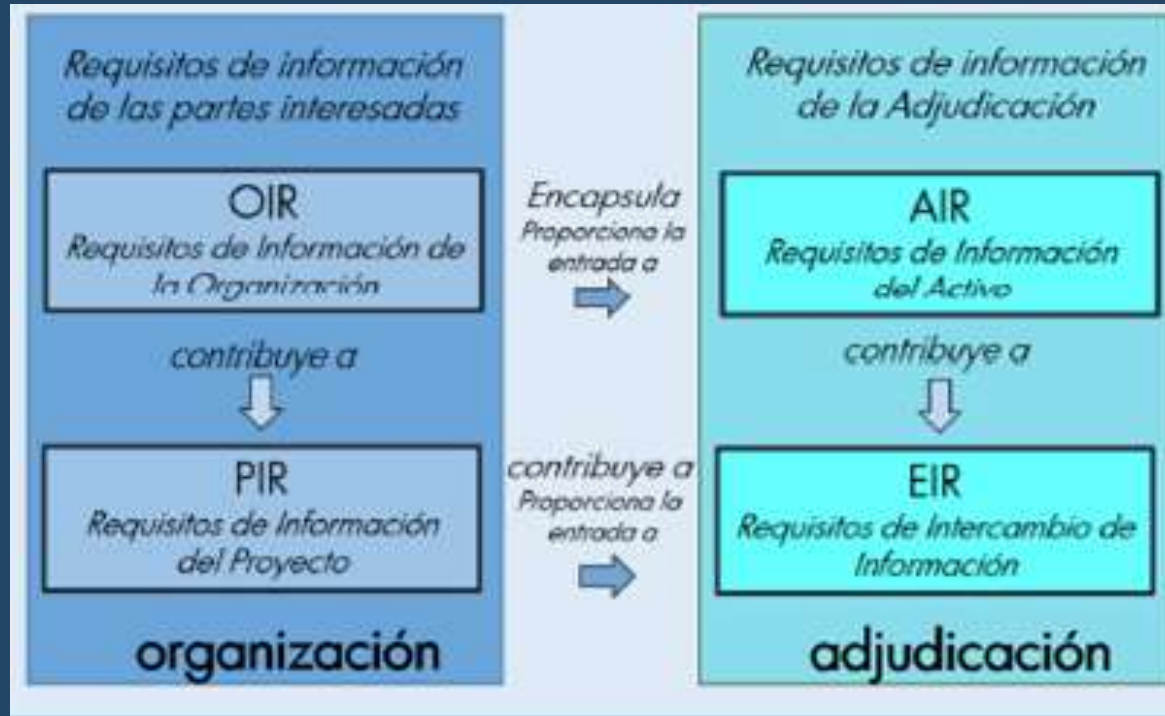 Requisitos de información
de las partes interesadas
OIR
Requisitos de Información de
la Organización
contribuye a
PIR
Requisitos de Información
del Proyecto
organización
Encapsula
Proporciona la
entrada a
contribuye a
Proporciona la
entrada a
Requisitos de información
de la Adjudicación
AIR
Requisitos de Información
del Activo
contribuye a
EIR
Requisitos de Intercambio de
Información
adjudicación